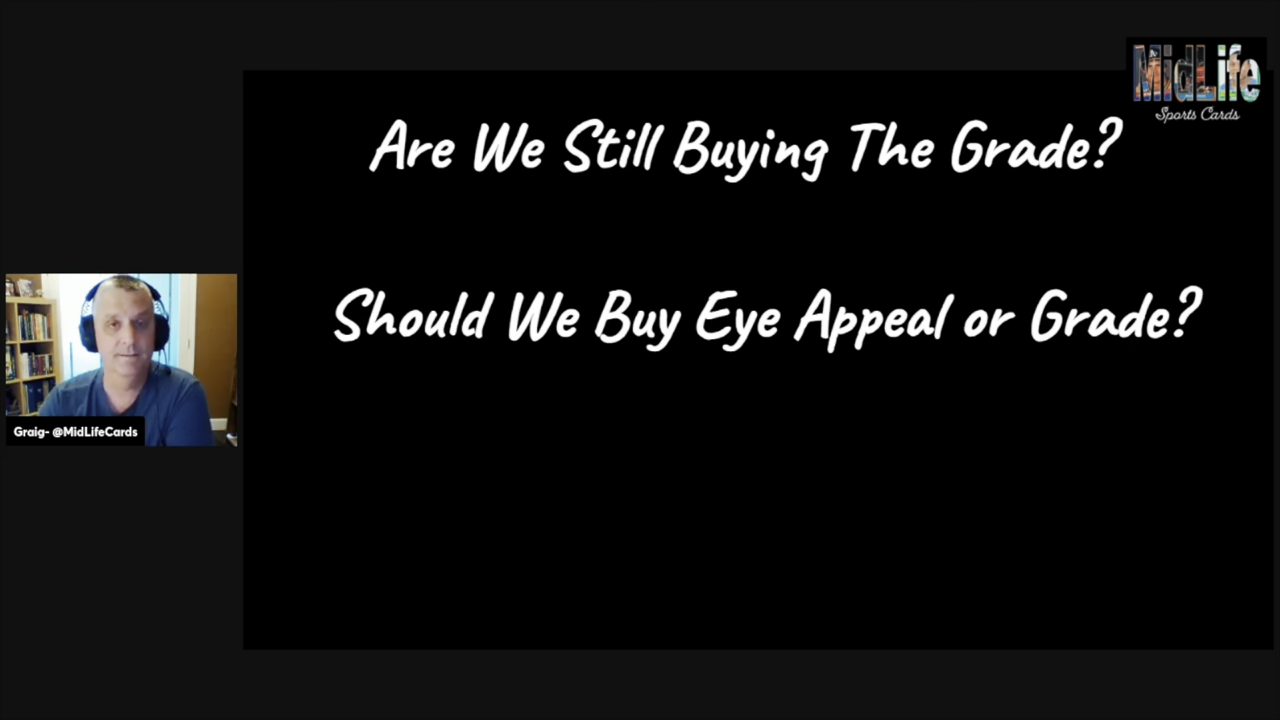 MidLife
Sports Cards
Are We Still Buying The Grade?
Should We Buy Eye Appeal or Grade?
Graig- @MidLifeCards